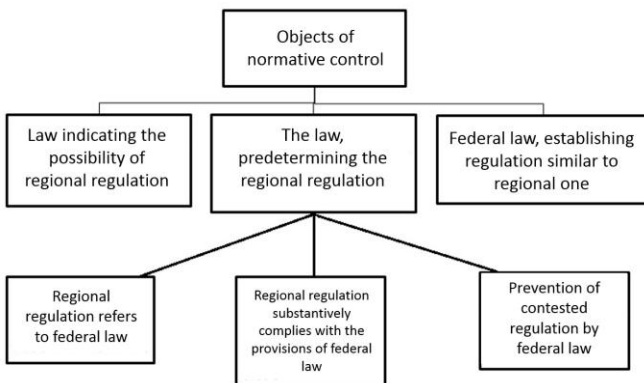 Objects of
normative control
Law indicating the
possibility of
regional regulation
The law,
predetermining the
regional regulation
Federal law, establishing
regulation similar to
regional one
Regional
regulation refers
to federal law
Regional regulation
substantively
complies with the
provisions of federal
law
Prevention of
contested
regulation by
federal law